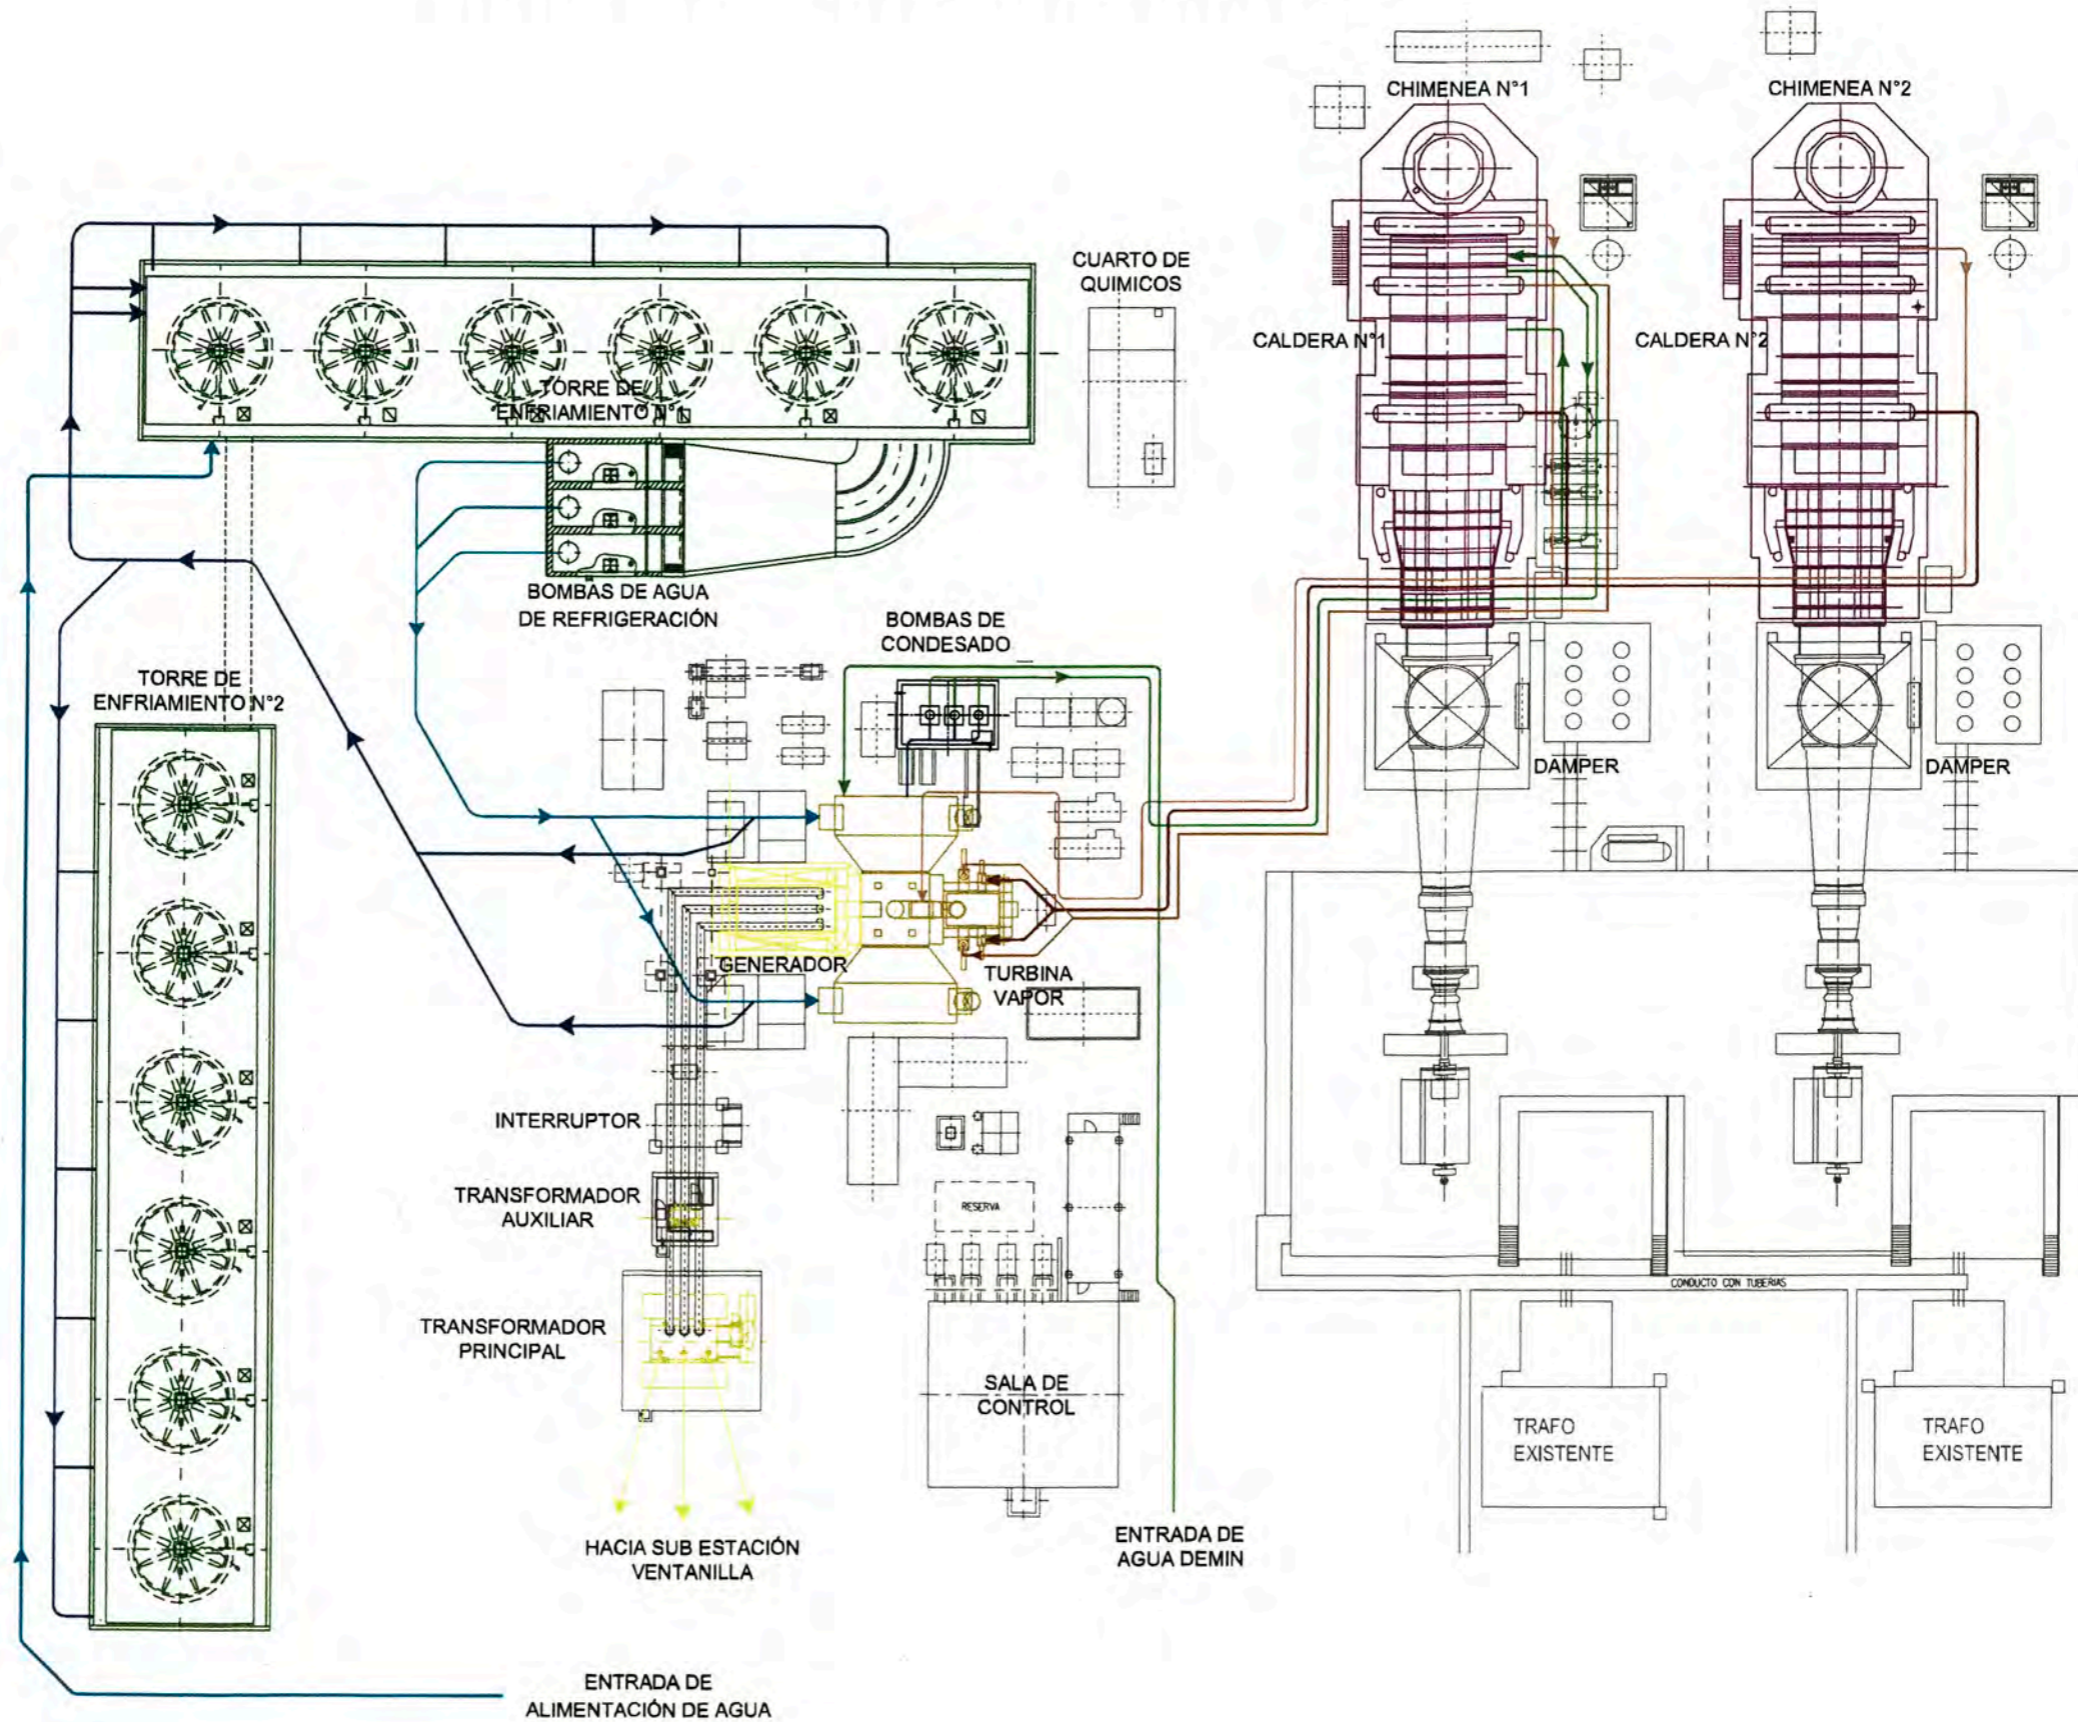 CHIMENEA N°1
CHIMENEA N°2
CUARTO DE
QUIMICOS
CALDERA N°1
CALDERA N°2
TORRE DE
ENFRIAMIENTO N°1
BOMBAS DE AGUA
DE REFRIGERACIÓN
BOMBAS DE
CONDESADO
TORRE DE
ENFRIAMIENTO N°2
DAMPER
DAMPER
GENERADOR
TURBINA
VAPOR
INTERRUPTOR
TRANSFORMADOR
AUXILIAR
RESERVA
CONDUCTO CON TUBERIAS
TRANSFORMADOR
PRINCIPAL
SALA DE
CONTROL
TRAFO
EXISTENTE
TRAFO
EXISTENTE
HACIA SUB ESTACIÓN
VENTANILLA
ENTRADA DE
AGUA DEMIN
ENTRADA DE
ALIMENTACIÓN DE AGUA